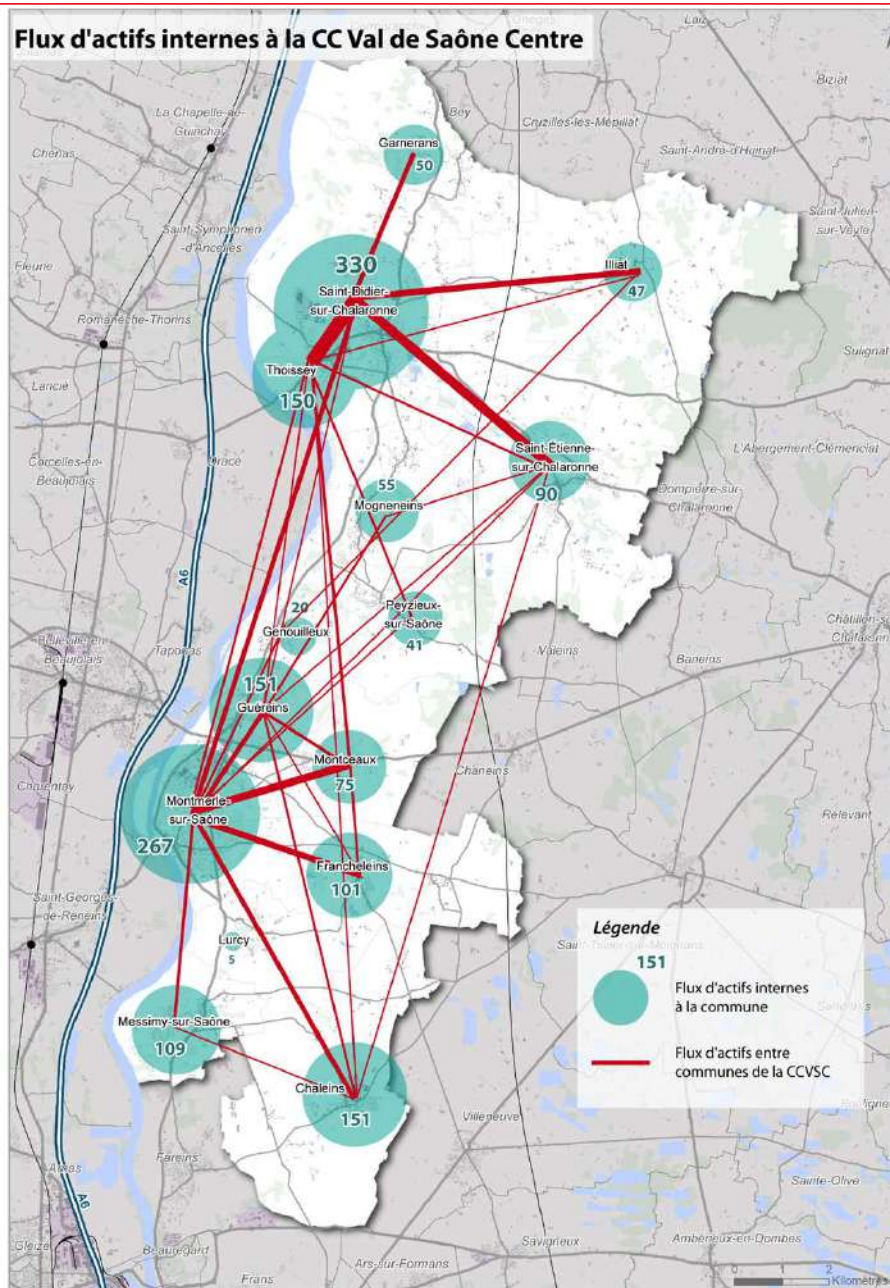 Flux d'actifs internes à la CC Val de Saône Centre
Laiz
Biziat
La Chapelle-de-
Guinchay
Bey
Cruzilles-lès-Mépillat
Chénas
Garnerans
50
Saint-André-d'Huiriat
Saint-Symphorien
-d'Ancelles
Saint-Julien
sur-Veyle
Fleurie
330
Saint-Didier-
sur-Chalaronne
Illiat
47
Romanèche-Thorins
Sulignat
Thoissey
150
Lancié
Saint-Étienne-
sur-Chalaronne
90
L'Abergement-Clémenciat
Corcelles-en-
Beaujolais
Dracé
55
Mogneneins
Dompierre-sur-
Chalaronne
A6
20
Genouilleux
Peyzieux-
sur-Saône
41
Châtillon-sur-
Chalaronne
Belleville-en-
Beaujolais
Taponas
Valeins
Baneins
151
Guéreins
Montceaux
75
Chaneins
Charentay
Montmerle-
sur-Saône
267
Relevant
Francheleins
101
Saint-Georges-
de-Reneins
Lurcy
5
Légende
151
Flux d'actifs internes
à la commune
Messimy-sur-Saône
109
Flux d'actifs entre
communes de la CCVSC
Chaleins
151
Villeneuve
Fareins
Arnas
Sainte-Olive
A6
Gleizé
Beauregard
Savigneux
Ambérieux-en-Dombes
Frans
Ars-sur-Formans
0 1 2
Kilomètres